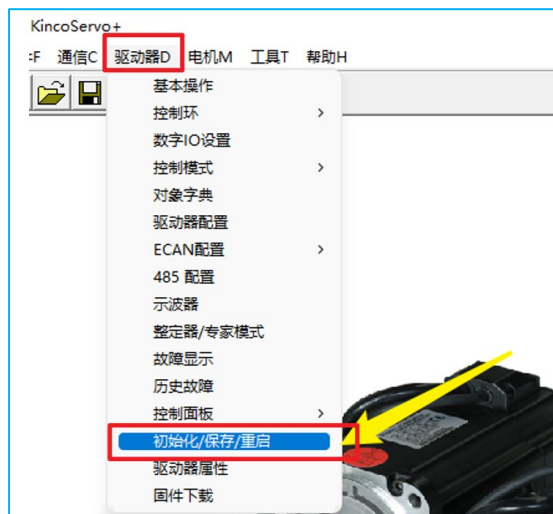 KincoServo+
F 通信C 驱动器D 电机M 工具T 帮助H
基本操作
控制环
数字IO设置
控制模式
对象字典
驱动器配置
ECAN配置
485 配置
示波器
整定器/专家模式
故障显示
历史故障
控制面板
初始化/保存/重启
驱动器属性
固件下载